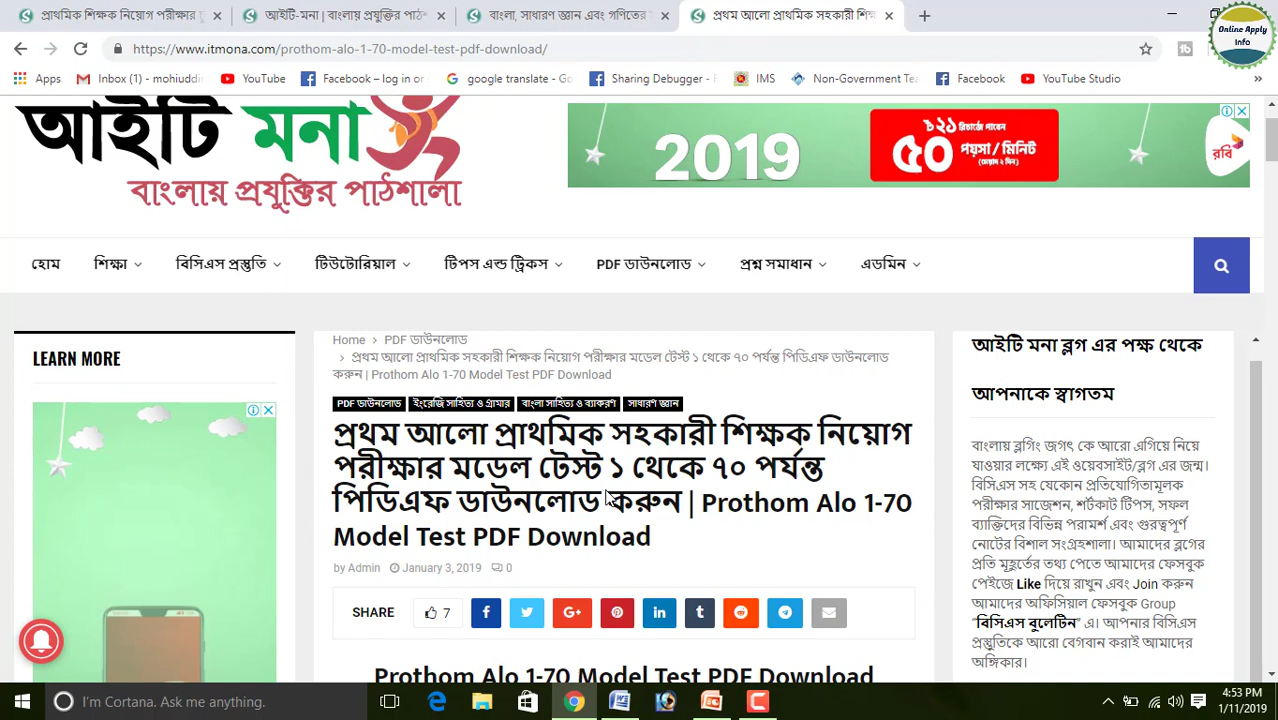 প্রাথমিক শিক্ষক নিয়োগ পরীক্ষার
আইটি-মনা | বাংলায় প্রযুক্তির পাঠশ
বাংলা, সাধারণ জ্ঞান এবং গণিতের
প্রথম আলো প্রাথমিক সহকারী শিক্ষ
Online Apply
Info
https://www.itmona.com/prothom-alo-1-70-model-test-pdf-download/
Apps
Inbox (1) - mohiuddin
YouTube
Facebook – log in or
google translate - Go
Sharing Debugger - F
IMS
Non-Government Tea
Facebook
YouTube Studio
আইটি মনা
বাংলায় প্রযুক্তির পাঠশালা
2019
৳২১ রিচার্জে পাবেন
৫০ পয়সা/মিনিট
রবি
হোম
শিক্ষা
বিসিএস প্রস্তুতি
টিউটোরিয়াল
টিপস এন্ড ট্রিকস
PDF ডাউনলোড
প্রশ্ন সমাধান
এডমিন
LEARN MORE
Home > PDF ডাউনলোড
> প্রথম আলো প্রাথমিক সহকারী শিক্ষক নিয়োগ পরীক্ষার মডেল টেস্ট ১ থেকে ৭০ পর্যন্ত পিডিএফ ডাউনলোড
করুন | Prothom Alo 1-70 Model Test PDF Download
PDF ডাউনলোড ইংরেজি সাহিত্য ও গ্রামার বাংলা সাহিত্য ও ব্যাকরণ সাধারণ জ্ঞান
প্রথম আলো প্রাথমিক সহকারী শিক্ষক নিয়োগ
পরীক্ষার মডেল টেস্ট ১ থেকে ৭০ পর্যন্ত
পিডিএফ ডাউনলোড করুন | Prothom Alo 1-70
Model Test PDF Download
by Admin January 3, 2019 0
SHARE 7
Prothom Alo 1-70 Model Test PDF Download
আইটি মনা ব্লগ এর পক্ষ থেকে
আপনাকে স্বাগতম
বাংলায় ব্লগিং জগৎ কে আরো এগিয়ে নিয়ে
যাওয়ার লক্ষ্যে এই ওয়েবসাইট/ব্লগ এর জন্ম।
বিসিএস সহ যেকোন প্রতিযোগিতামূলক
পরীক্ষার সাজেশন, শর্টকাট টিপস, সফল
ব্যাক্তিদের বিভিন্ন পরামর্শ এবং গুরত্বপূর্ণ
নোটের বিশাল সংগ্রহশালা। আমাদের ব্লগের
প্রতি মূহুর্তের তথ্য পেতে আমাদের ফেসবুক
পেইজে Like দিয়ে রাখুন এবং Join করুন
আমাদের অফিসিয়াল ফেসবুক Group
“বিসিএস বুলেটিন” এ। আপনার বিসিএস
প্রস্তুতিকে আরো বেগবান করাই আমাদের
অঙ্গিকার।
I'm Cortana. Ask me anything.
4:53 PM
1/11/2019